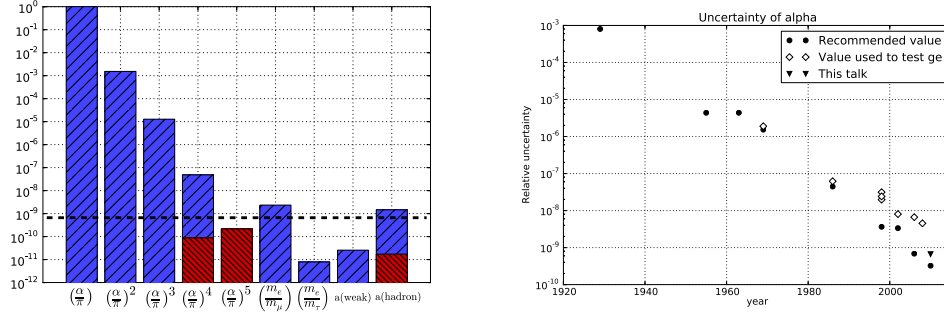 10^0
10^-1
10^-2
10^-3
10^-4
10^-5
10^-6
10^-7
10^-8
10^-9
10^-10
10^-11
10^-12
(α/π) (α/π)^2 (α/π)^3 (α/π)^4 (α/π)^5 (m_e/m_μ) (m_e/m_τ) a(weak) a(hadron)
Uncertainty of alpha
Recommended value
Value used to test ge
This talk
Relative uncertainty
10^-3
10^-4
10^-5
10^-6
10^-7
10^-8
10^-9
10^-10
1920 1940 1960 1980 2000
year